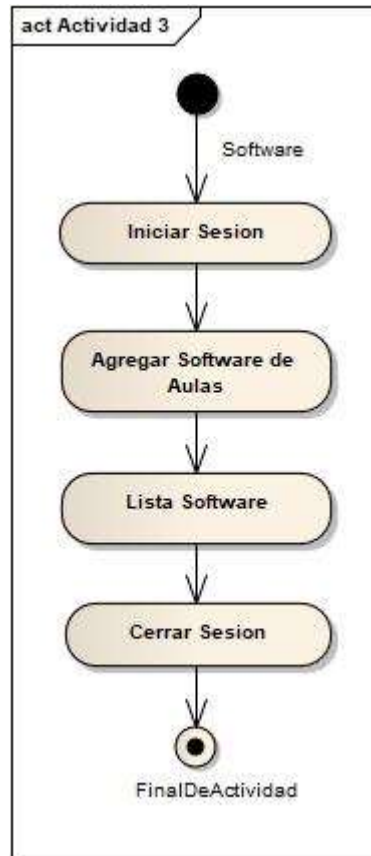 act Actividad 3
Software
Iniciar Sesion
Agregar Software de
Aulas
Lista Software
Cerrar Sesion
FinalDeActividad